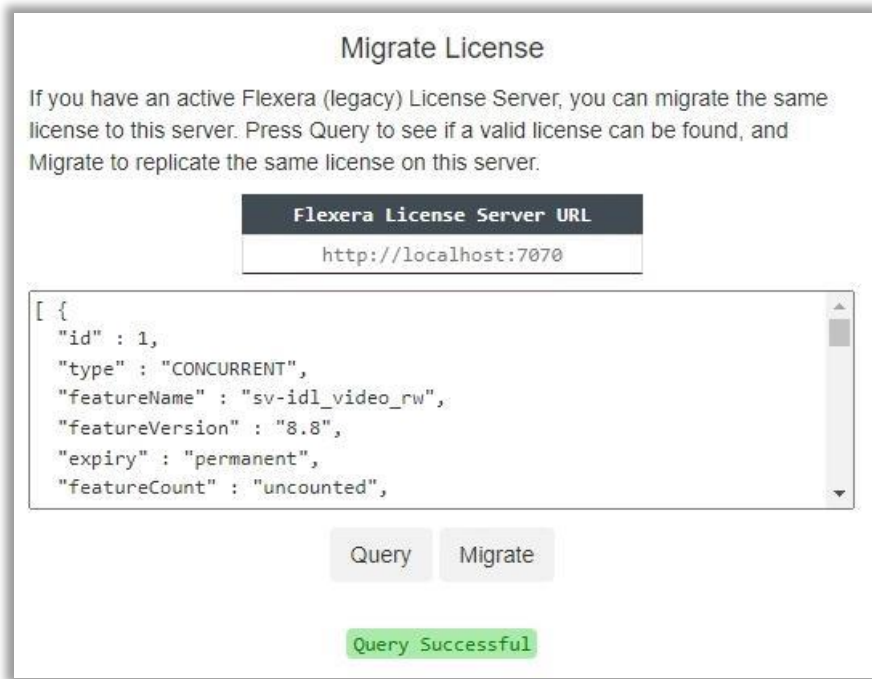 Migrate License
If you have an active Flexera (legacy) License Server, you can migrate the same
license to this server. Press Query to see if a valid license can be found, and
Migrate to replicate the same license on this server.
Flexera License Server URL
http://localhost:7070
[ {
  "id" : 1,
  "type" : "CONCURRENT",
  "featureName" : "sv-idl_video_rw",
  "featureVersion" : "8.8",
  "expiry" : "permanent",
  "featureCount" : "uncounted",
Query Migrate
Query Successful